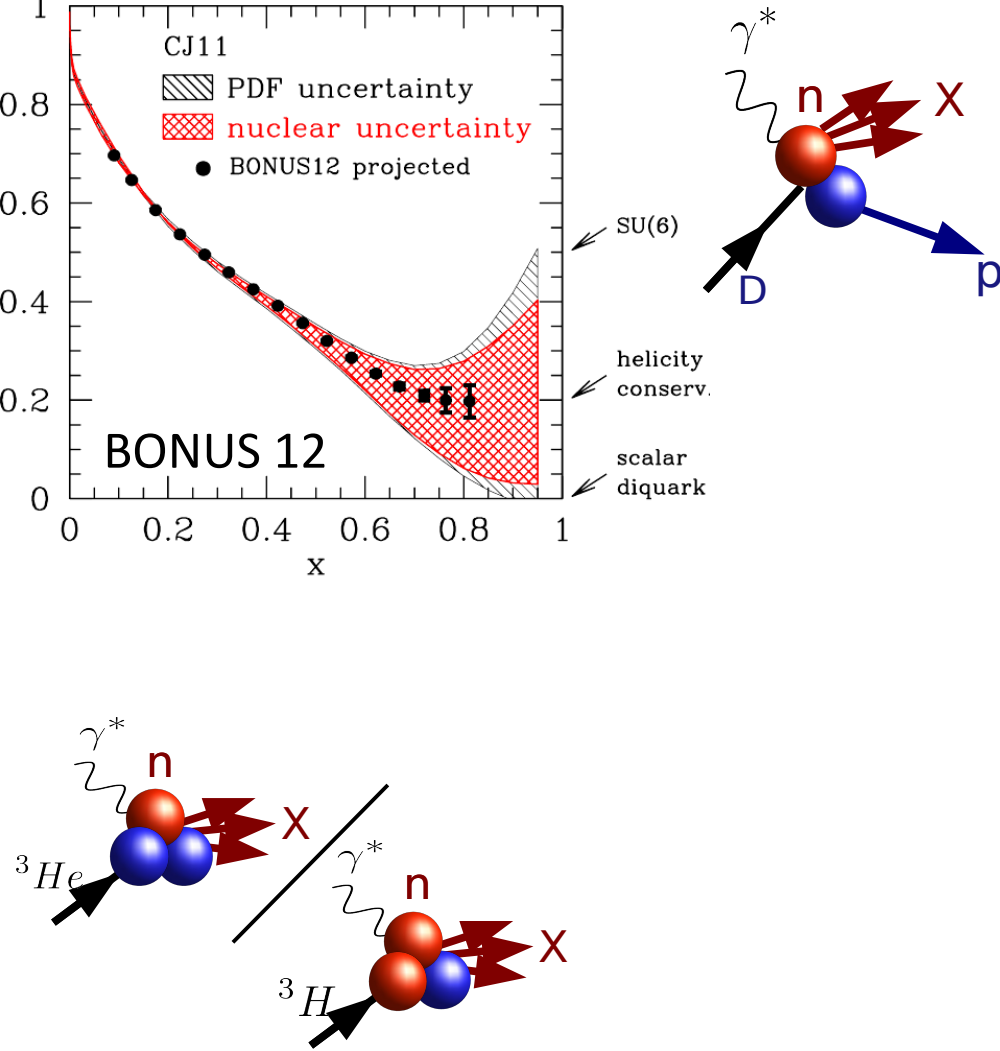 1
0.8
0.6
0.4
0.2
0
0 0.2 0.4 0.6 0.8 1
x
CJ11
PDF uncertainty
nuclear uncertainty
BONUS12 projected
BONUS 12
SU(6)
helicity
conserv.
scalar
diquark
γ*
n
X
D
p
γ*
n
X
³He
γ*
n
X
³H